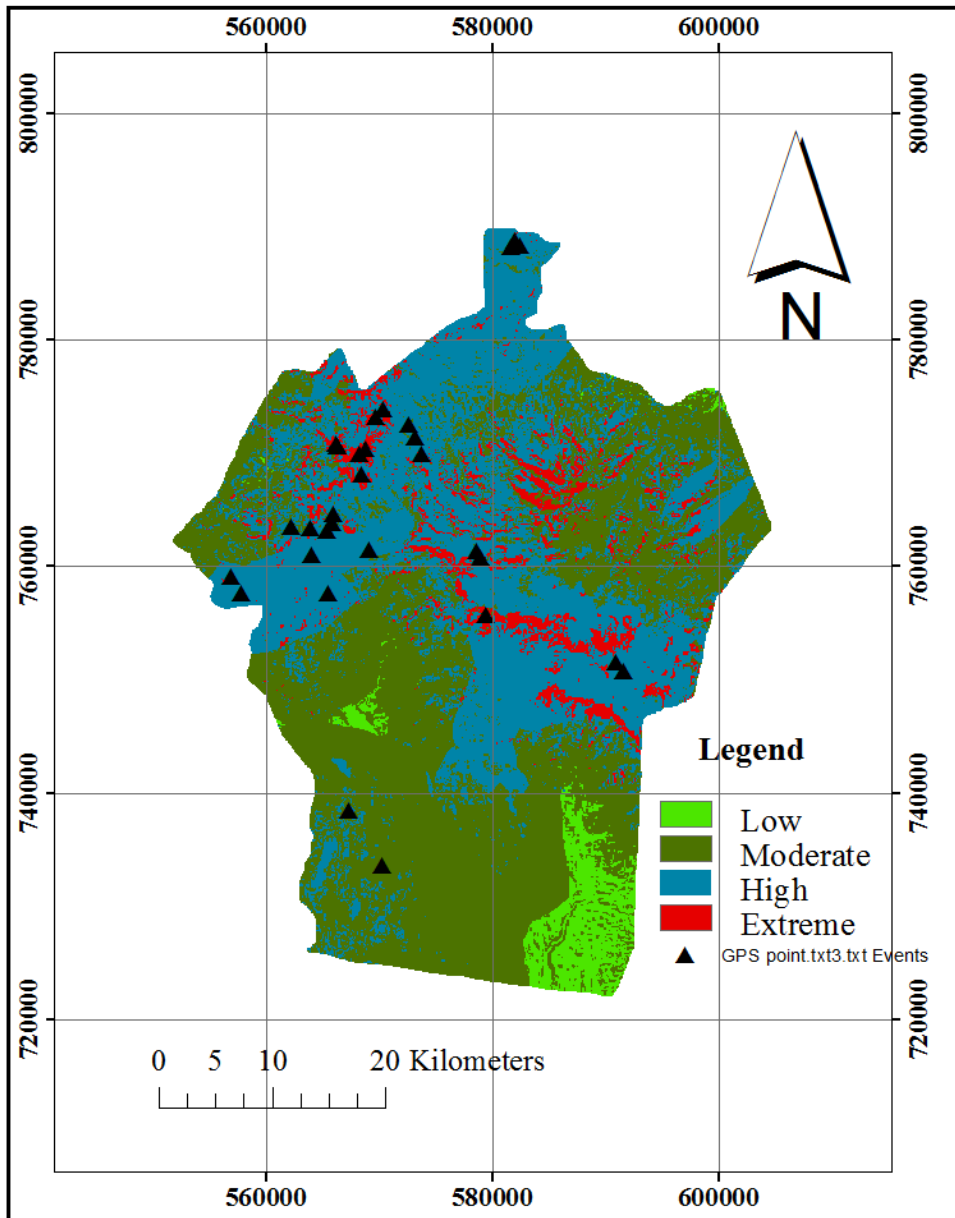 560000 580000 600000
800000 800000
780000 780000
760000 760000
740000 740000
720000 720000
N
Legend
Low
Moderate
High
Extreme
GPS point.txt3.txt Events
0 5 10 20 Kilometers
560000 580000 600000